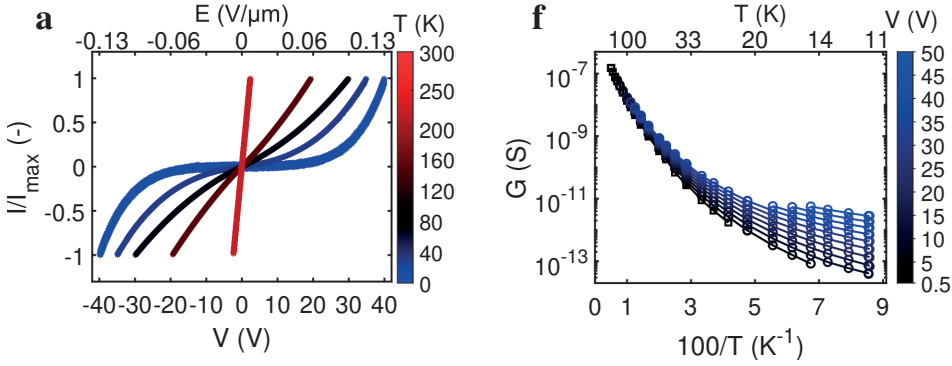 a
E (V/μm)
-0.13 -0.06 0 0.06 0.13
T (K)
300
260
220
180
160
120
80
40
0
I/I_max (-)
1
0.5
0
-0.5
-1
-40 -30 -20 -10 0 10 20 30 40
V (V)
f
T (K)
100 33 20 14 11
V (V)
50
45
40
35
30
25
20
15
10
5
0.5
G (S)
10^-7
10^-9
10^-11
10^-13
0 1 3 5 7 9
100/T (K^-1)